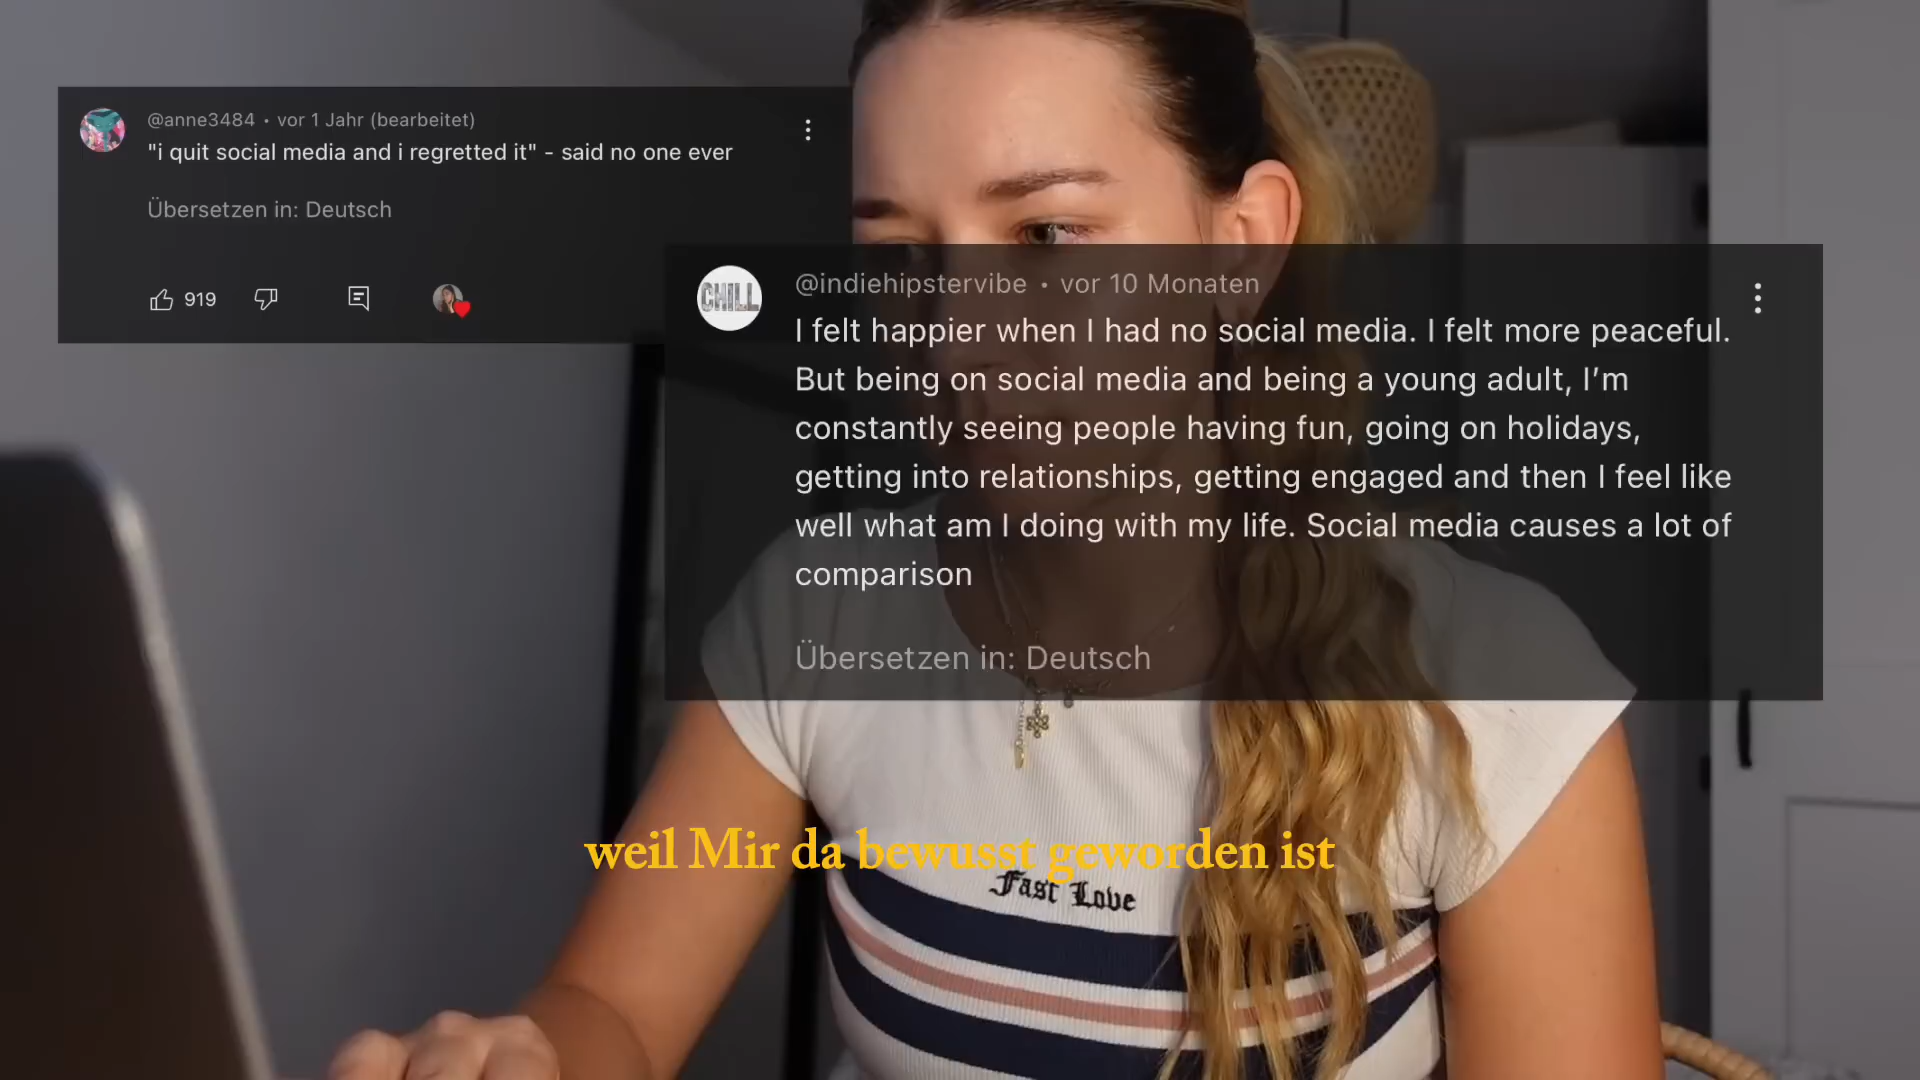 @anne3484 • vor 1 Jahr (bearbeitet)
"i quit social media and i regretted it" - said no one ever
Übersetzen in: Deutsch
919
CHILL
@indiehipstervibe • vor 10 Monaten
I felt happier when I had no social media. I felt more peaceful.
But being on social media and being a young adult, I’m
constantly seeing people having fun, going on holidays,
getting into relationships, getting engaged and then I feel like
well what am I doing with my life. Social media causes a lot of
comparison
Übersetzen in: Deutsch
weil Mir da bewusst geworden ist
Fast Love